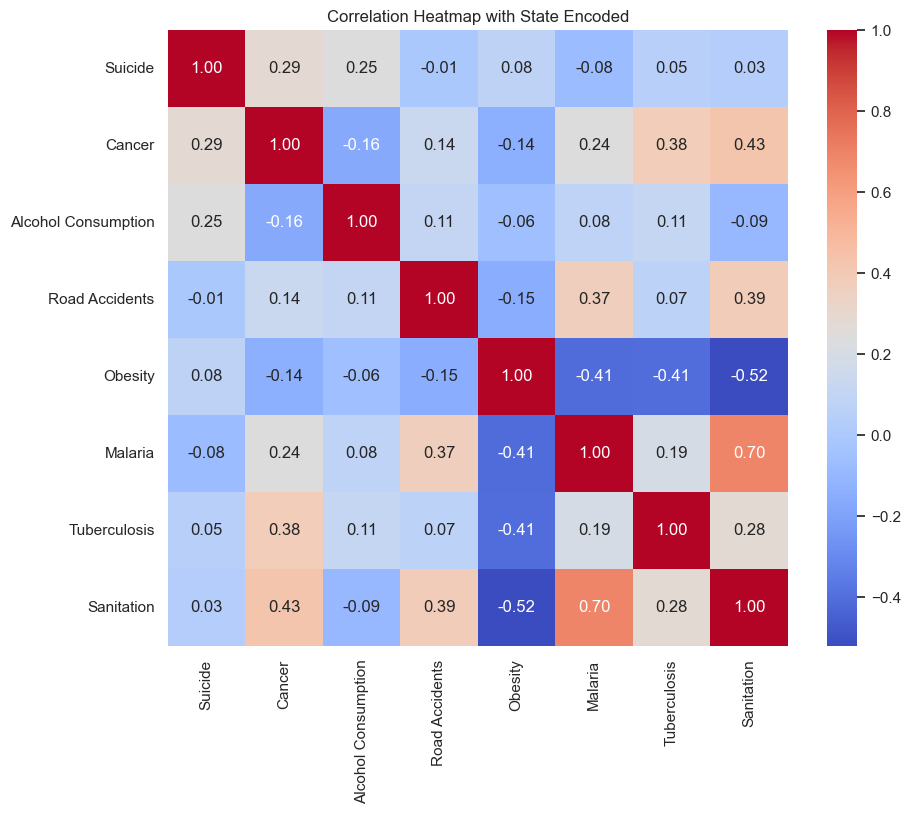 Correlation Heatmap with State Encoded
Suicide 1.00 0.29 0.25 -0.01 0.08 -0.08 0.05 0.03
Cancer 0.29 1.00 -0.16 0.14 -0.14 0.24 0.38 0.43
Alcohol Consumption 0.25 -0.16 1.00 0.11 -0.06 0.08 0.11 -0.09
Road Accidents -0.01 0.14 0.11 1.00 -0.15 0.37 0.07 0.39
Obesity 0.08 -0.14 -0.06 -0.15 1.00 -0.41 -0.41 -0.52
Malaria -0.08 0.24 0.08 0.37 -0.41 1.00 0.19 0.70
Tuberculosis 0.05 0.38 0.11 0.07 -0.41 0.19 1.00 0.28
Sanitation 0.03 0.43 -0.09 0.39 -0.52 0.70 0.28 1.00
Suicide
Cancer
Alcohol Consumption
Road Accidents
Obesity
Malaria
Tuberculosis
Sanitation
1.0
0.8
0.6
0.4
0.2
0.0
−0.2
−0.4